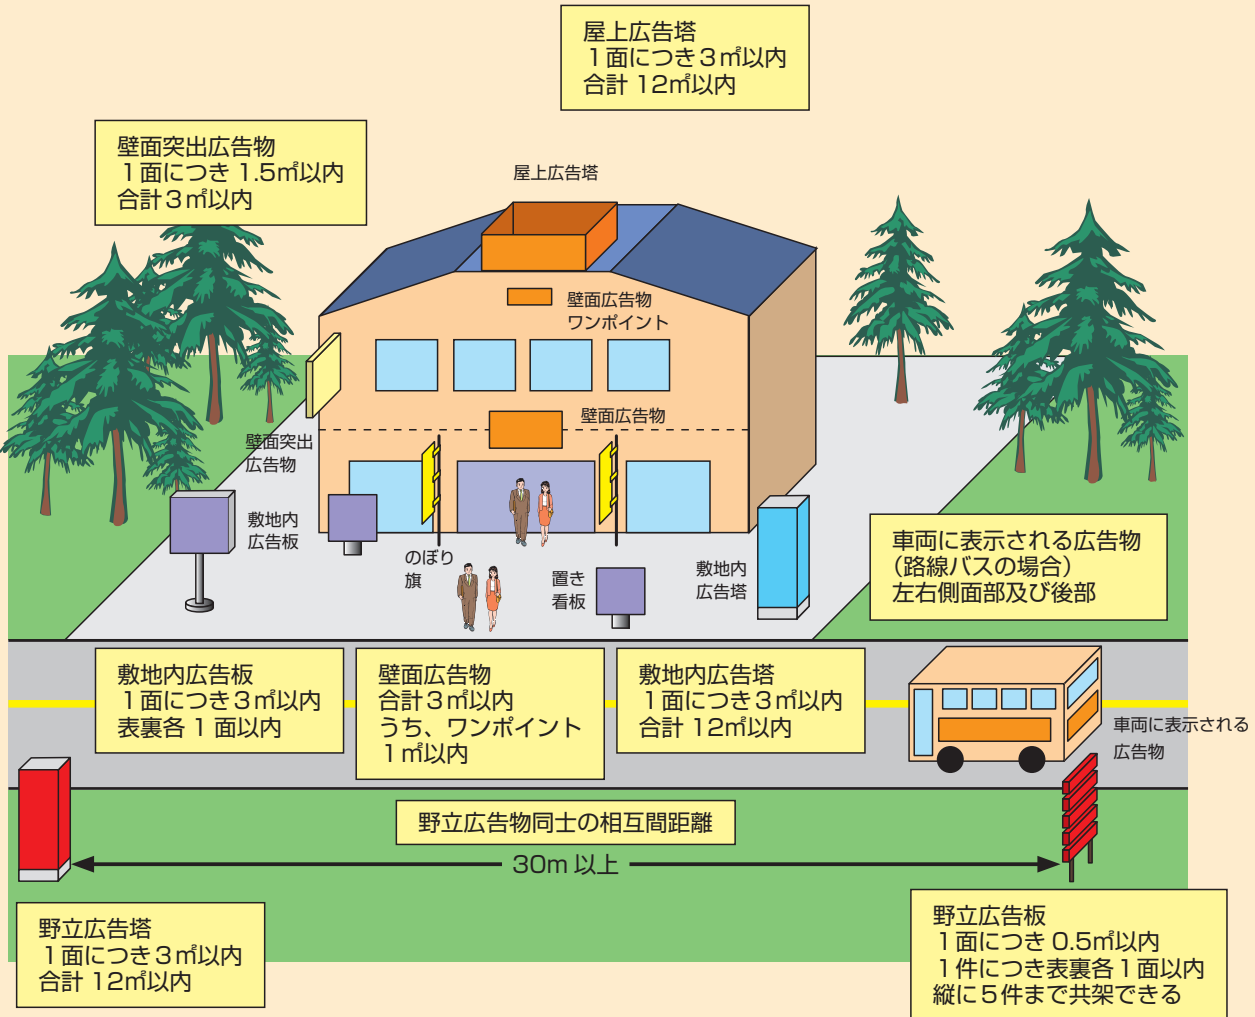 屋上広告塔
１面につき３㎡以内
合計 12㎡以内
壁面突出広告物
１面につき 1.5㎡以内
合計３㎡以内
屋上広告塔
壁面広告物
ワンポイント
壁面広告物
壁面突出
広告物
敷地内
広告板
のぼり
旗
置き
看板
敷地内
広告塔
車両に表示される広告物
（路線バスの場合）
左右側面部及び後部
敷地内広告板
１面につき３㎡以内
表裏各１面以内
壁面広告物
合計３㎡以内
うち、ワンポイント
１㎡以内
敷地内広告塔
１面につき３㎡以内
合計 12㎡以内
車両に表示される
広告物
野立広告物同士の相互間距離
30m 以上
野立広告塔
１面につき３㎡以内
合計 12㎡以内
野立広告板
１面につき 0.5㎡以内
１件につき表裏各１面以内
縦に５件まで共架できる